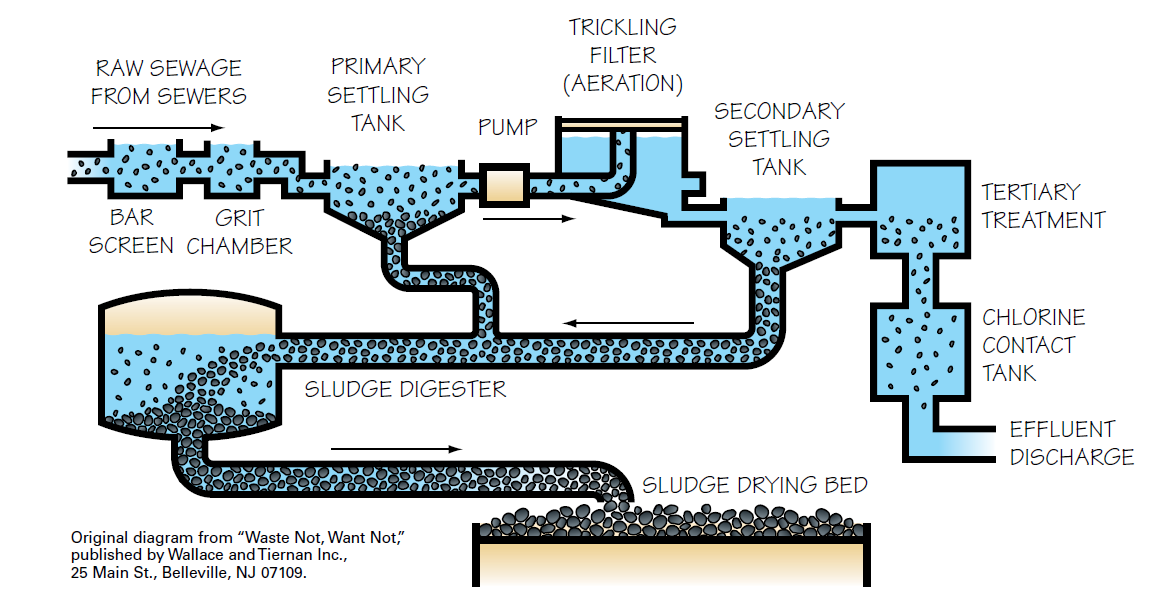 RAW SEWAGE
FROM SEWERS
PRIMARY
SETTLING
TANK
PUMP
TRICKLING
FILTER
(AERATION)
SECONDARY
SETTLING
TANK
TERTIARY
TREATMENT
BAR
SCREEN
GRIT
CHAMBER
CHLORINE
CONTACT
TANK
SLUDGE DIGESTER
EFFLUENT
DISCHARGE
SLUDGE DRYING BED
Original diagram from “Waste Not, Want Not,”
published by Wallace and Tiernan Inc.,
25 Main St., Belleville, NJ 07109.